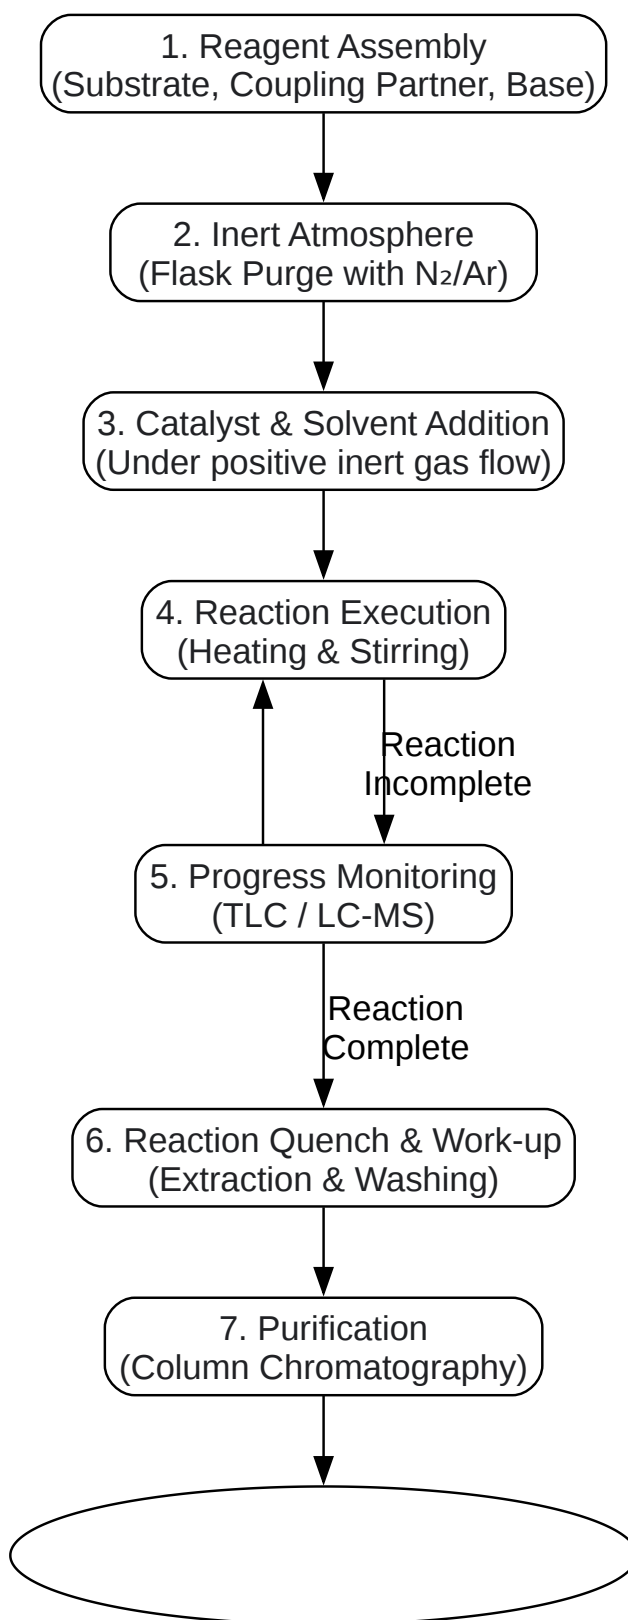 1. Reagent Assembly
(Substrate, Coupling Partner, Base)
2. Inert Atmosphere
(Flask Purge with N₂/Ar)
3. Catalyst & Solvent Addition
(Under positive inert gas flow)
4. Reaction Execution
(Heating & Stirring)
Reaction
Incomplete
5. Progress Monitoring
(TLC / LC-MS)
Reaction
Complete
6. Reaction Quench & Work-up
(Extraction & Washing)
7. Purification
(Column Chromatography)